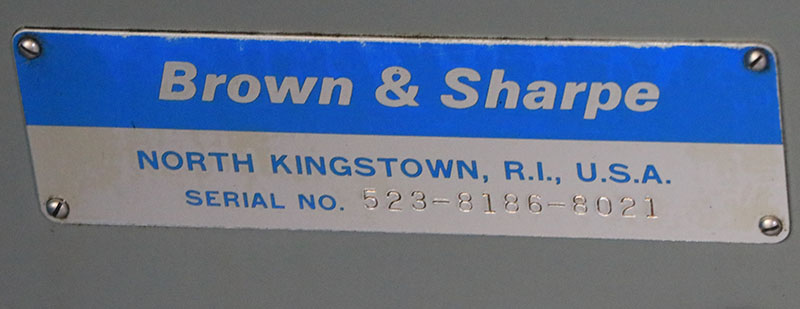 Brown & Sharpe
NORTH KINGSTOWN, R.I., U.S.A.
SERIAL NO. 523-8186-8021